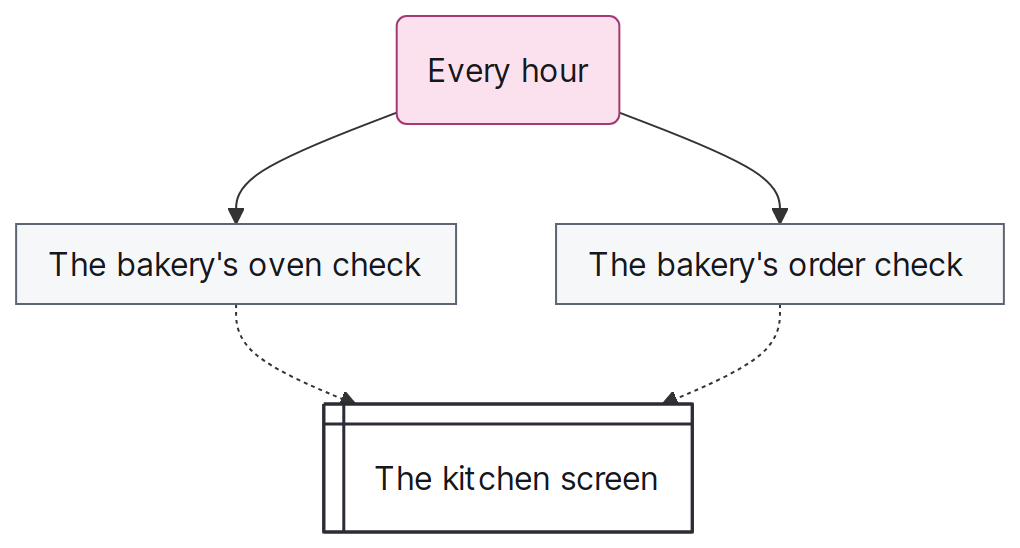 Every hour
The bakery's oven check
The bakery's order check
The kitchen screen